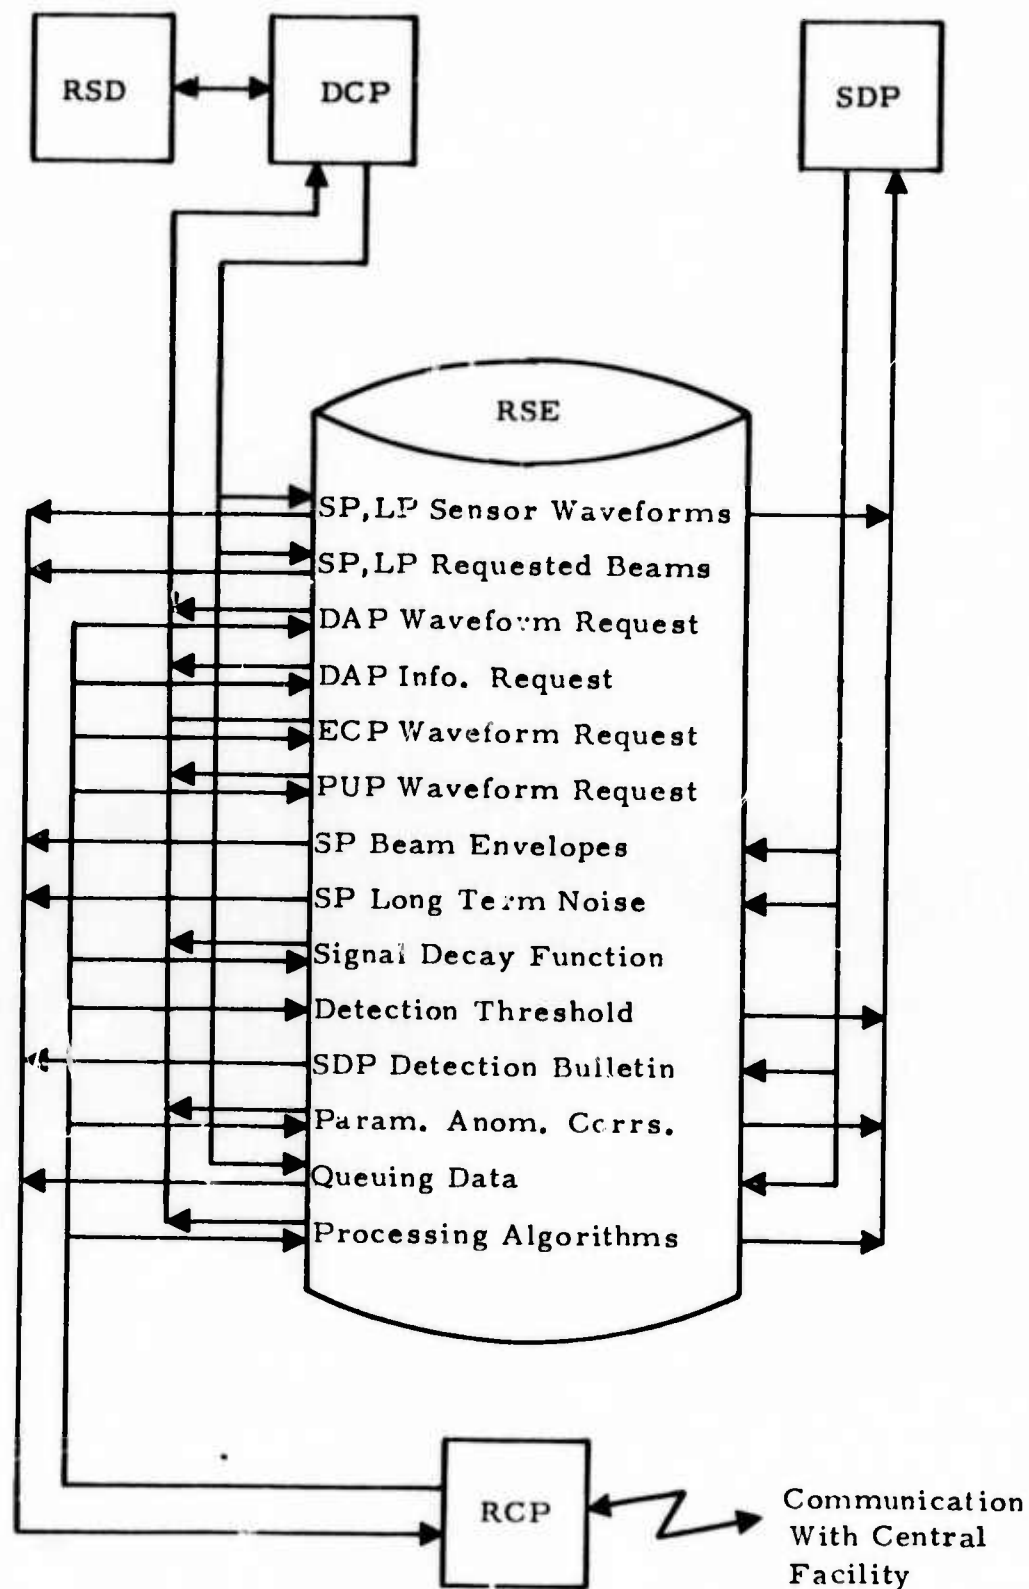 RSD
DCP
SDP
RSE
SP,LP Sensor Waveforms
SP,LP Requested Beams
DAP Waveform Request
DAP Info. Request
ECP Waveform Request
PUP Waveform Request
SP Beam Envelopes
SP Long Term Noise
Signal Decay Function
Detection Threshold
SDP Detection Bulletin
Param. Anom. Corrs.
Queuing Data
Processing Algorithms
RCP
Communication
With Central
Facility